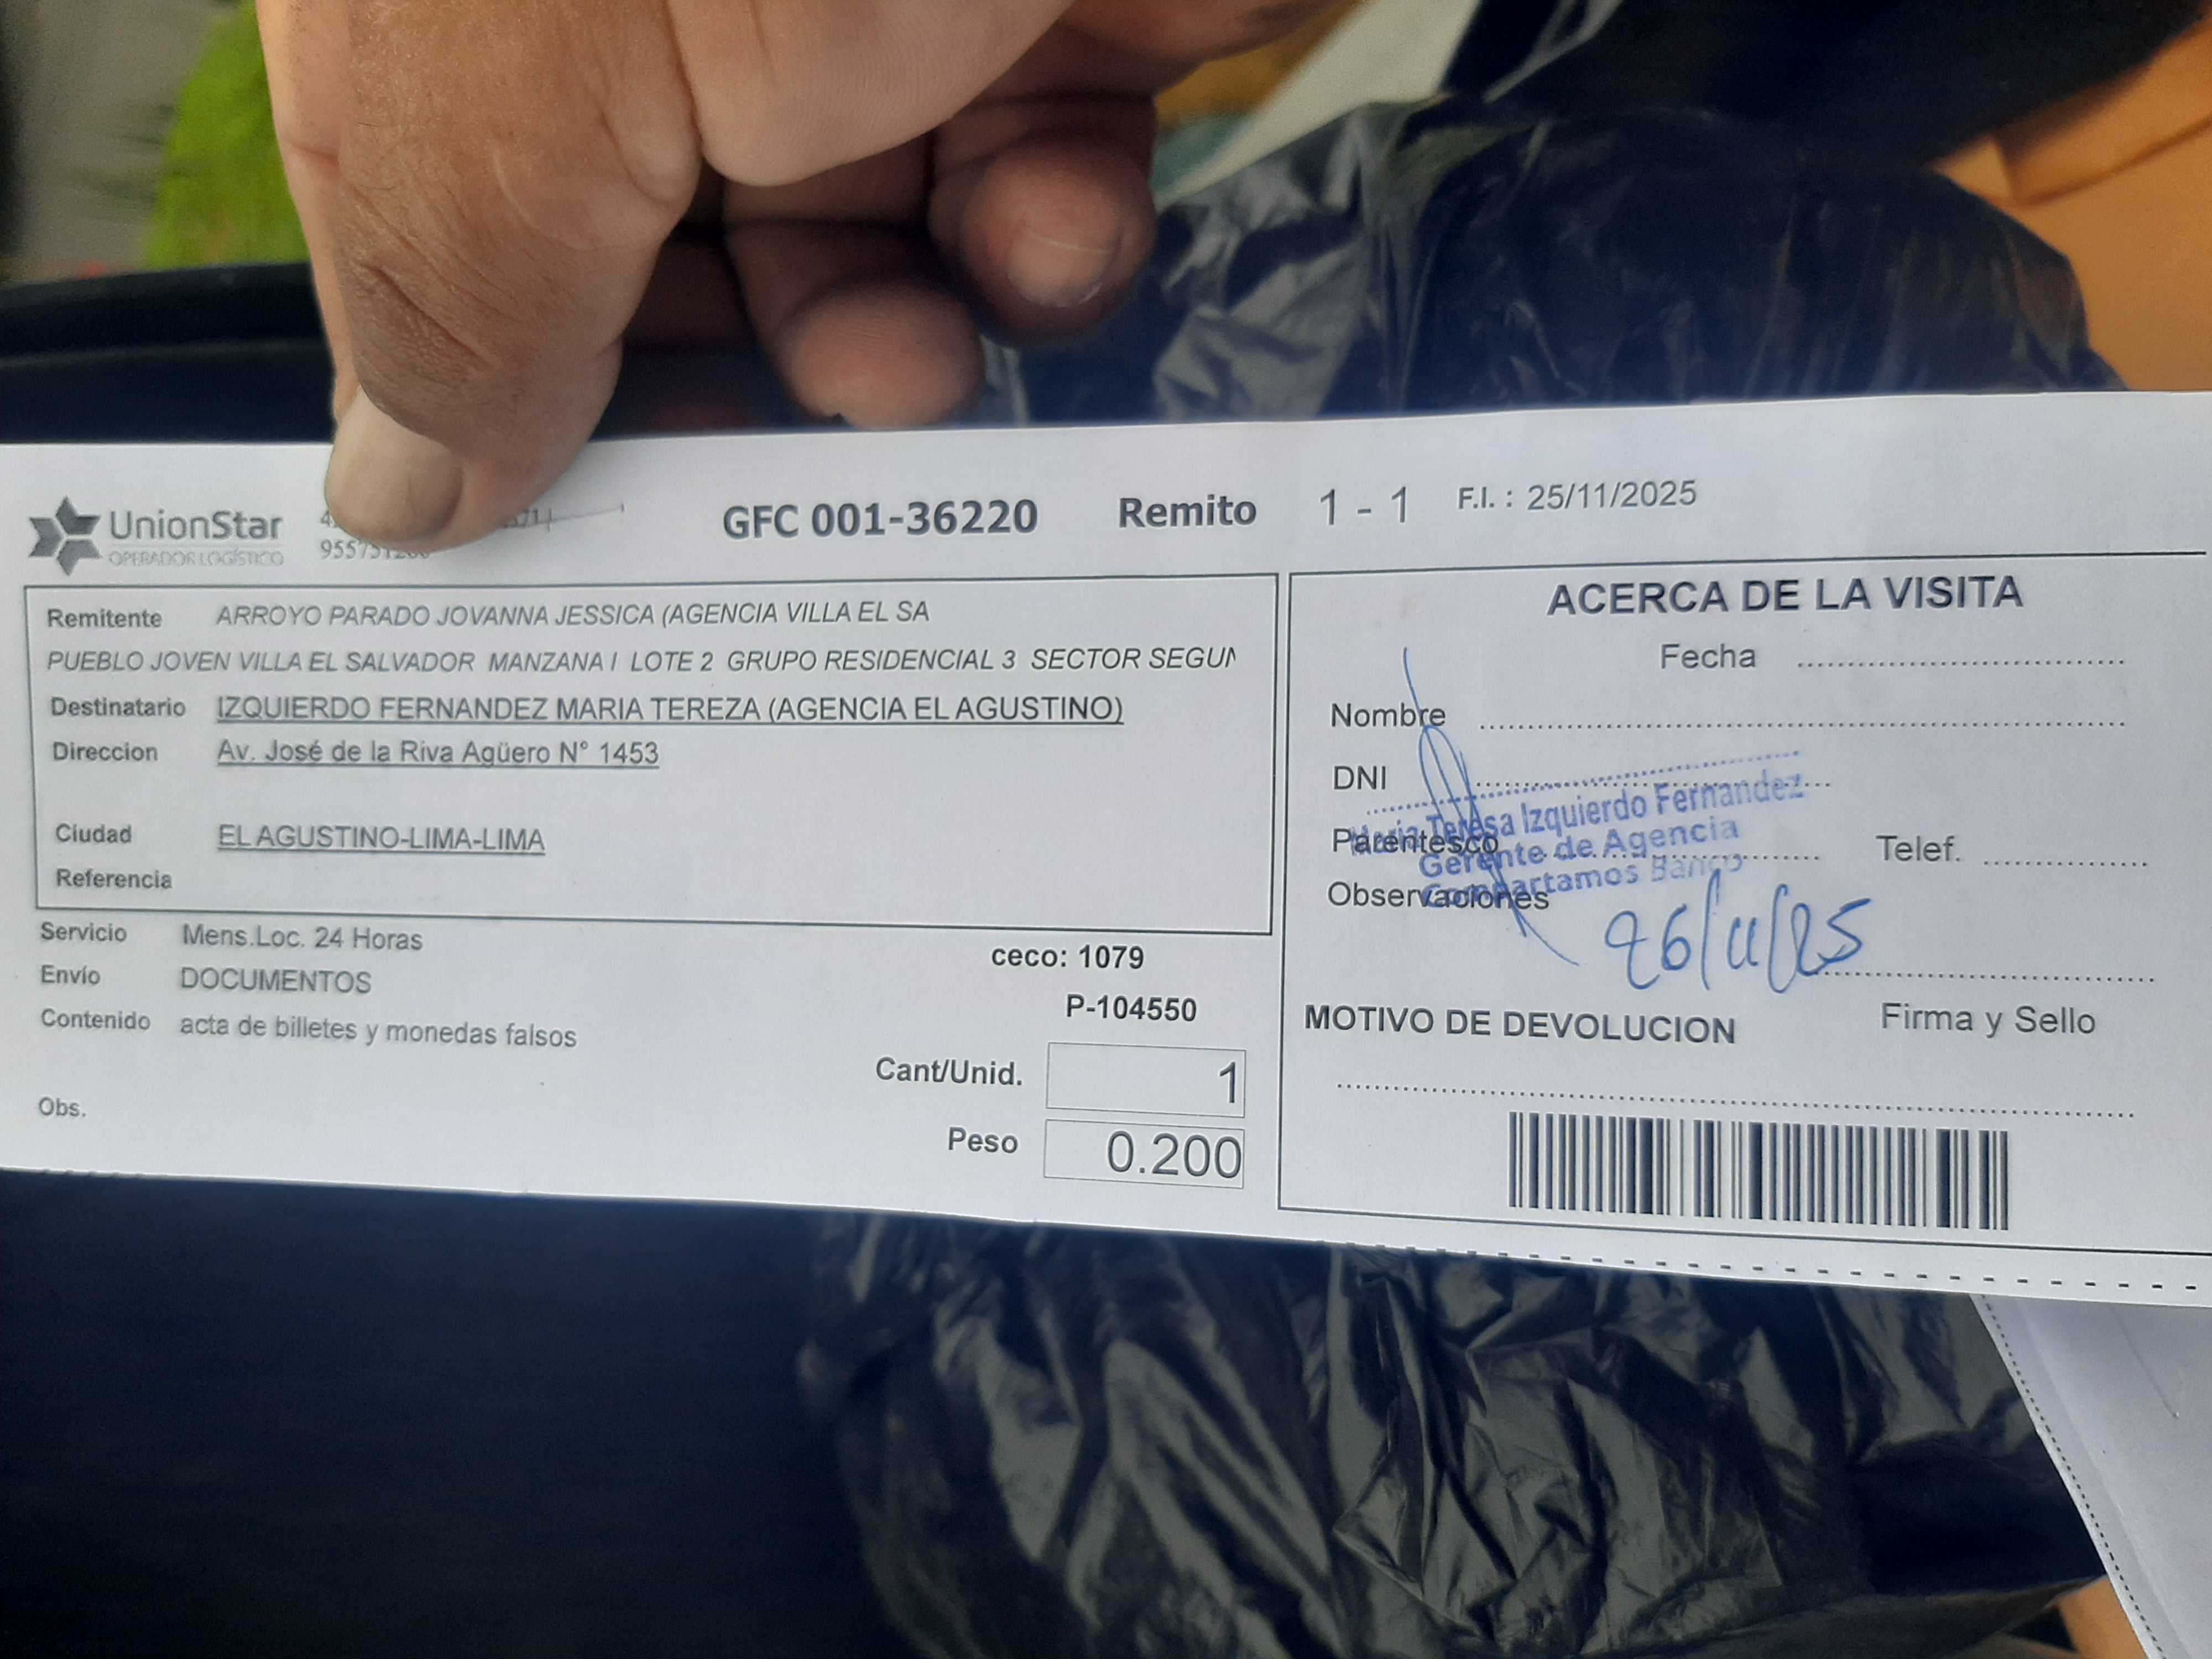 UnionStar
OPERADOR LOGÍSTICO
GFC 001-36220 Remito 1 - 1 F.I. : 25/11/2025
Remitente ARROYO PARADO JOVANNA JESSICA (AGENCIA VILLA EL SA
PUEBLO JOVEN VILLA EL SALVADOR MANZANA I LOTE 2 GRUPO RESIDENCIAL 3 SECTOR SEGUN
Destinatario IZQUIERDO FERNANDEZ MARIA TEREZA (AGENCIA EL AGUSTINO)
Direccion Av. José de la Riva Agüero N° 1453
Ciudad EL AGUSTINO-LIMA-LIMA
Referencia
Servicio Mens.Loc. 24 Horas
ceco: 1079
Envío DOCUMENTOS
P-104550
Contenido acta de billetes y monedas falsos
Cant/Unid. 1
Obs.
Peso 0.200
ACERCA DE LA VISITA
Fecha
Nombre
DNI
Maria Teresa Izquierdo Fernandez
Parentesco Telef.
Gerente de Agencia
Compartamos Banco
Observaciones
26/11/25
MOTIVO DE DEVOLUCION Firma y Sello